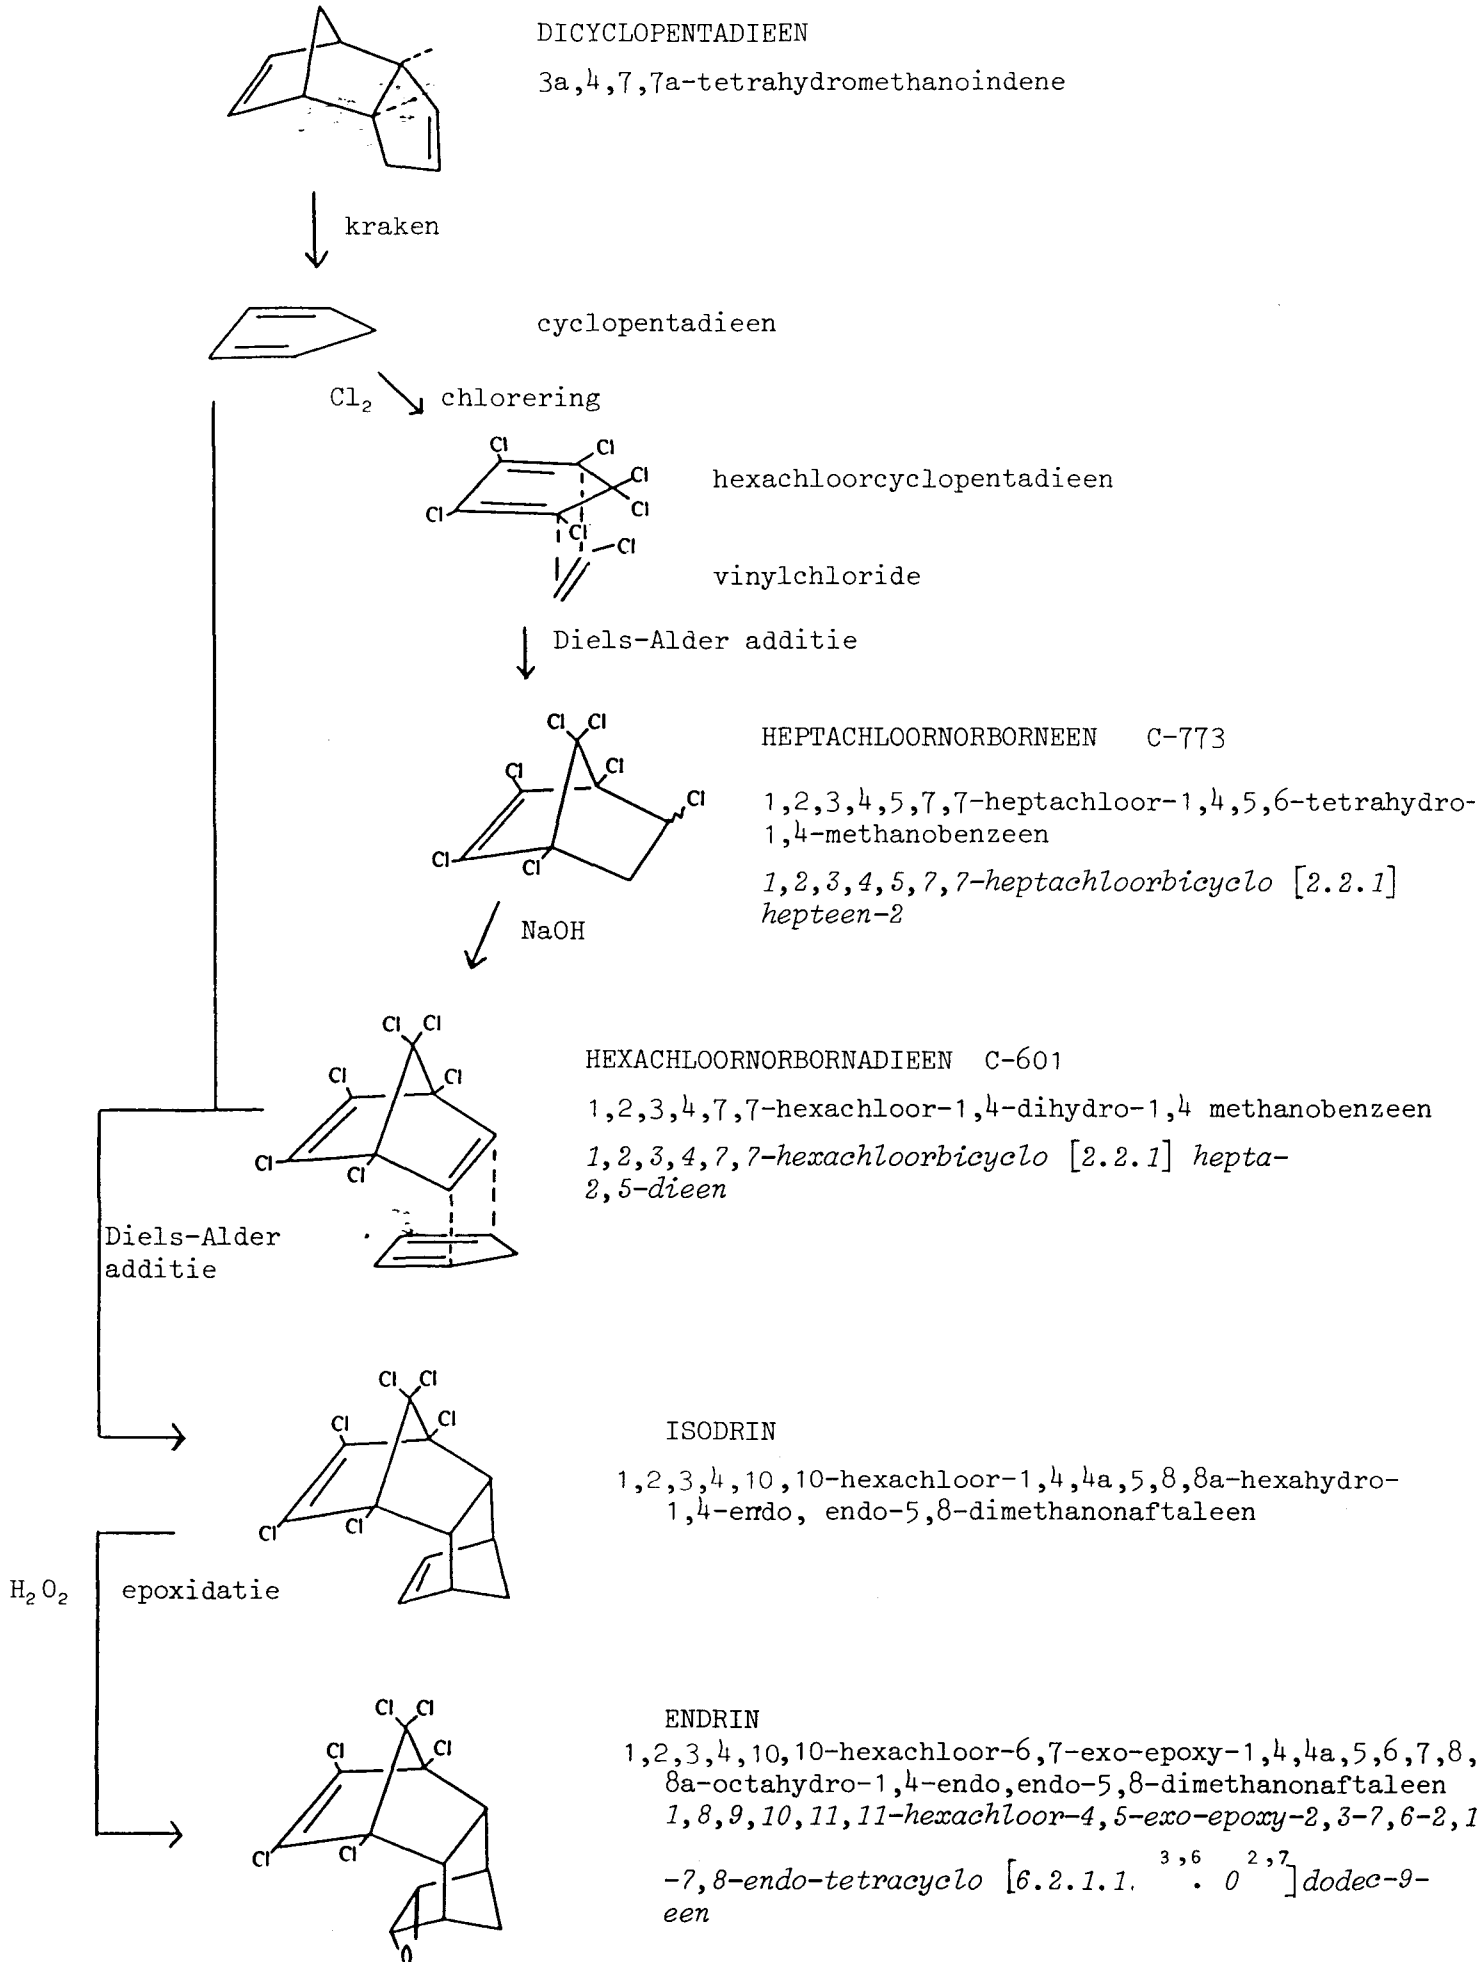 DICYCLOPENTADIEEN
3a,4,7,7a-tetrahydromethanoindene
kraken
cyclopentadieen
Cl₂ chlorering
Cl Cl
Cl
hexachloorcyclopentadieen
Cl Cl
Cl
Cl
vinylchloride
Diels-Alder additie
Cl Cl
HEPTACHLOORNORBORNEEN C-773
Cl Cl
Cl
1,2,3,4,5,7,7-heptachloor-1,4,5,6-tetrahydro-
1,4-methanobenzeen
Cl Cl
1,2,3,4,5,7,7-heptachloorbicyclo [2.2.1]
hepteen-2
NaOH
Cl Cl
HEXACHLOORNORBORNADIEEN C-601
Cl Cl
1,2,3,4,7,7-hexachloor-1,4-dihydro-1,4 methanobenzeen
Cl Cl
1,2,3,4,7,7-hexachloorbicyclo [2.2.1] hepta-
2,5-dieen
Diels-Alder
additie
Cl Cl
Cl Cl
ISODRIN
1,2,3,4,10,10-hexachloor-1,4,4a,5,8,8a-hexahydro-
1,4-endo, endo-5,8-dimethanonaftaleen
Cl Cl
H₂O₂ epoxidatie
Cl Cl
ENDRIN
Cl Cl
1,2,3,4,10,10-hexachloor-6,7-exo-epoxy-1,4,4a,5,6,7,8,
8a-octahydro-1,4-endo,endo-5,8-dimethanonaftaleen
1,8,9,10,11,11-hexachloor-4,5-exo-epoxy-2,3-7,6-2,1
Cl Cl
3,6 2,7
-7,8-endo-tetracyclo [6.2.1.1. . 0 ]dodec-9-
een
O